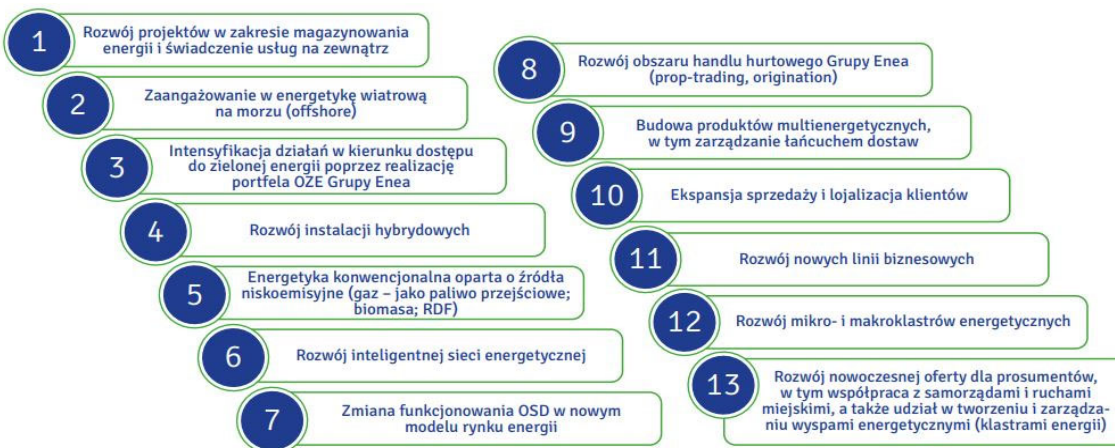 1
Rozwój projektów w zakresie magazynowania
energii i świadczenie usług na zewnątrz
2
Zaangażowanie w energetykę wiatrową
na morzu (offshore)
3
Intensyfikacja działań w kierunku dostępu
do zielonej energii poprzez realizację
portfela OZE Grupy Enea
4
Rozwój instalacji hybrydowych
5
Energetyka konwencjonalna oparta o źródła
niskoemisyjne (gaz – jako paliwo przejściowe;
biomasa; RDF)
6
Rozwój inteligentnej sieci energetycznej
7
Zmiana funkcjonowania OSD w nowym
modelu rynku energii
8
Rozwój obszaru handlu hurtowego Grupy Enea
(prop-trading, origination)
9
Budowa produktów multienergetycznych,
w tym zarządzanie łańcuchem dostaw
10
Ekspansja sprzedaży i lojalizacja klientów
11
Rozwój nowych linii biznesowych
12
Rozwój mikro- i makroklastrów energetycznych
13
Rozwój nowoczesnej oferty dla prosumentów,
w tym współpraca z samorządami i ruchami
miejskimi, a także udział w tworzeniu i zarządza-
niu wyspami energetycznymi (klastrami energii)